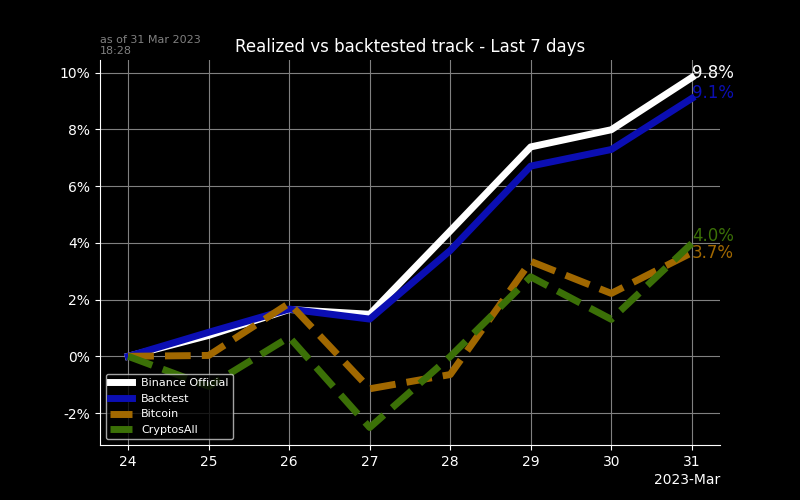 as of 31 Mar 2023
18:28
Realized vs backtested track - Last 7 days
10%
8%
6%
4%
2%
0%
-2%
9.8%
9.1%
4.0%
3.7%
Binance Official
Backtest
Bitcoin
CryptosAll
24 25 26 27 28 29 30 31
2023-Mar